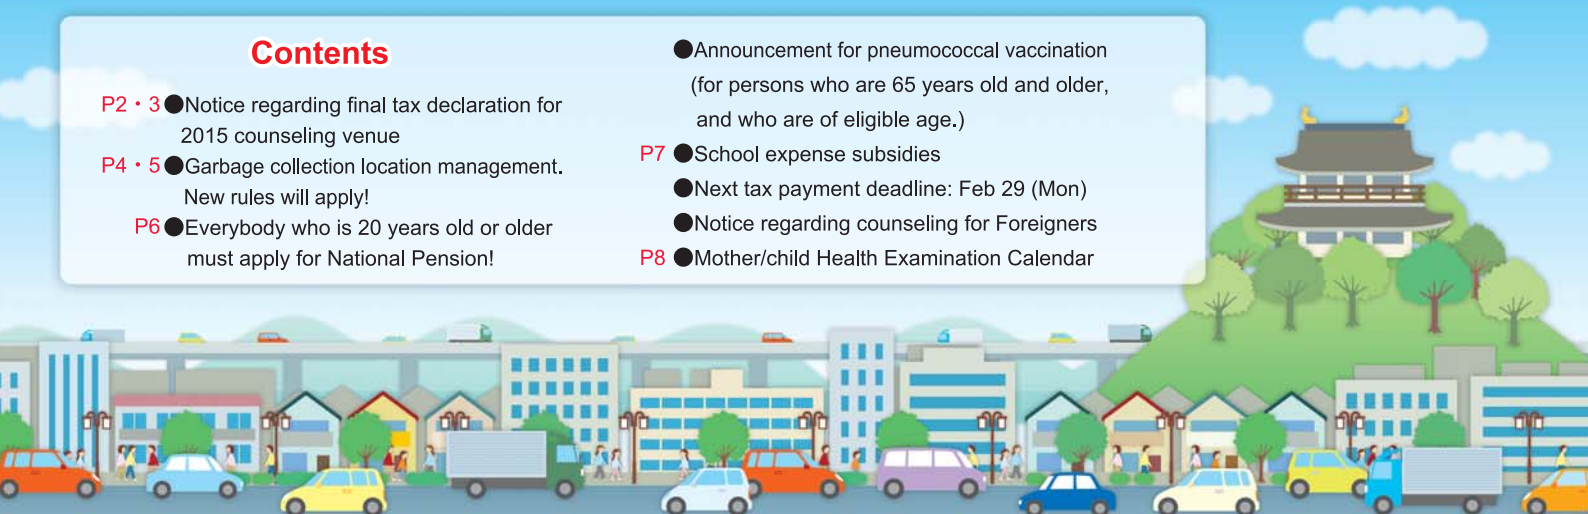 Contents
P2・3●Notice regarding final tax declaration for
2015 counseling venue
P4・5●Garbage collection location management.
New rules will apply!
P6●Everybody who is 20 years old or older
must apply for National Pension!
●Announcement for pneumococcal vaccination
(for persons who are 65 years old and older,
and who are of eligible age.)
P7 ●School expense subsidies
●Next tax payment deadline: Feb 29 (Mon)
●Notice regarding counseling for Foreigners
P8 ●Mother/child Health Examination Calendar